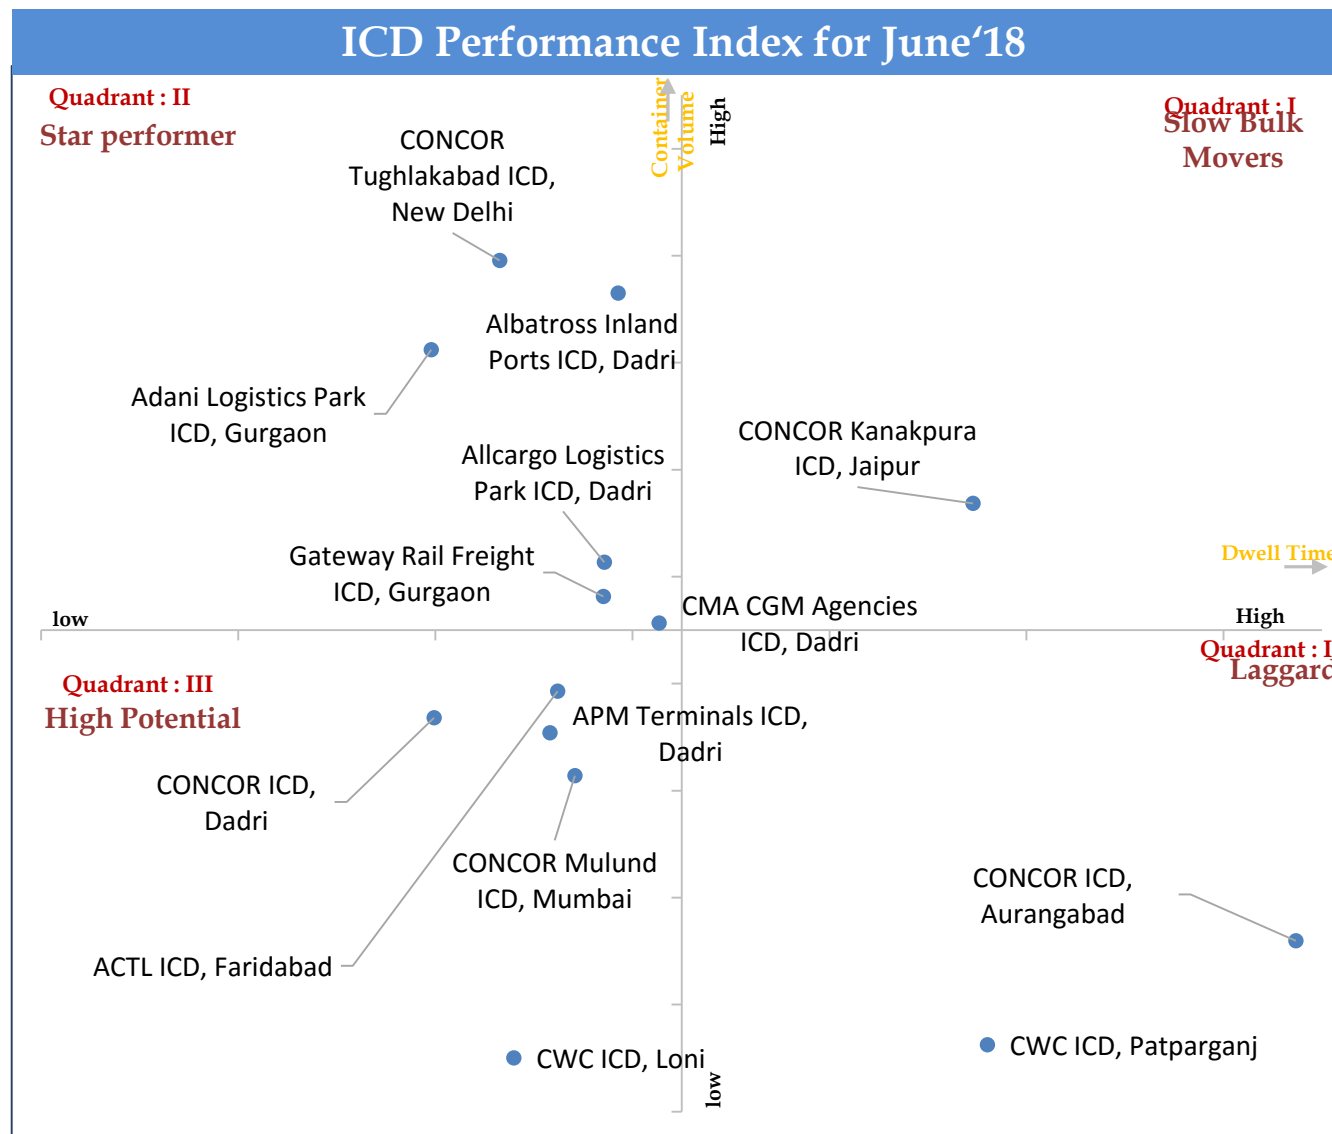 ICD Performance Index for June‘18
Quadrant : II
Star performer
Container
Volume
High
Quadrant : I
Slow Bulk
Movers
CONCOR
Tughlakabad ICD,
New Delhi
Albatross Inland
Ports ICD, Dadri
Adani Logistics Park
ICD, Gurgaon
Allcargo Logistics
Park ICD, Dadri
CONCOR Kanakpura
ICD, Jaipur
Gateway Rail Freight
ICD, Gurgaon
Dwell Time
CMA CGM Agencies
ICD, Dadri
low
High
Quadrant : I
Laggard
Quadrant : III
High Potential
APM Terminals ICD,
Dadri
CONCOR ICD,
Dadri
CONCOR Mulund
ICD, Mumbai
CONCOR ICD,
Aurangabad
ACTL ICD, Faridabad
CWC ICD, Loni
CWC ICD, Patparganj
low